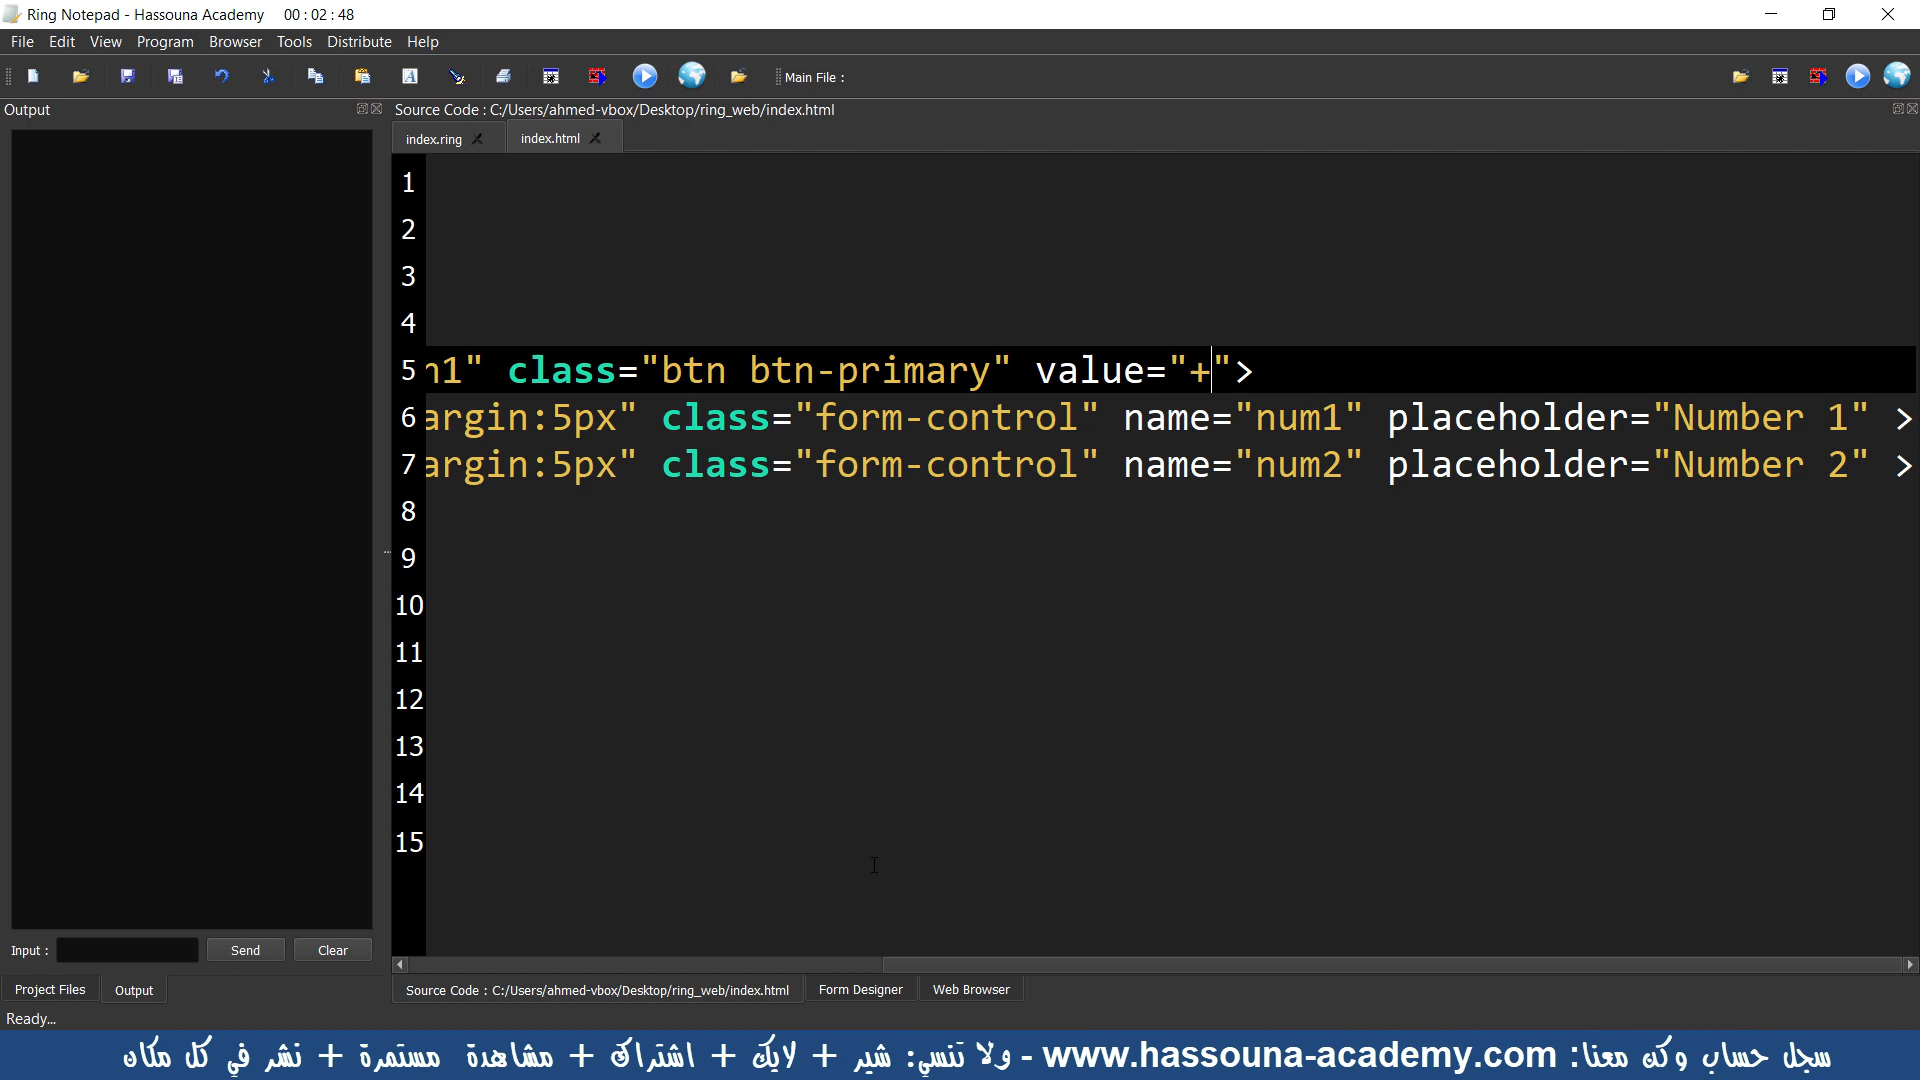 Ring Notepad - Hassouna Academy 00 : 02 : 48
File Edit View Program Browser Tools Distribute Help
Main File :
Output
Source Code : C:/Users/ahmed-vbox/Desktop/ring_web/index.html
index.ring index.html
1
2
3
4
5 n1" class="btn btn-primary" value="+">
6 argin:5px" class="form-control" name="num1" placeholder="Number 1" >
7 argin:5px" class="form-control" name="num2" placeholder="Number 2" >
8
9
10
11
12
13
14
15
Input : Send Clear
Project Files Output
Source Code : C:/Users/ahmed-vbox/Desktop/ring_web/index.html Form Designer Web Browser
Ready...
سجل حساب وكن معنا: www.hassouna-academy.com - ولا تنسى: شير + لايك + اشتراك + مشاهدة مستمرة + نشر في كل مكان